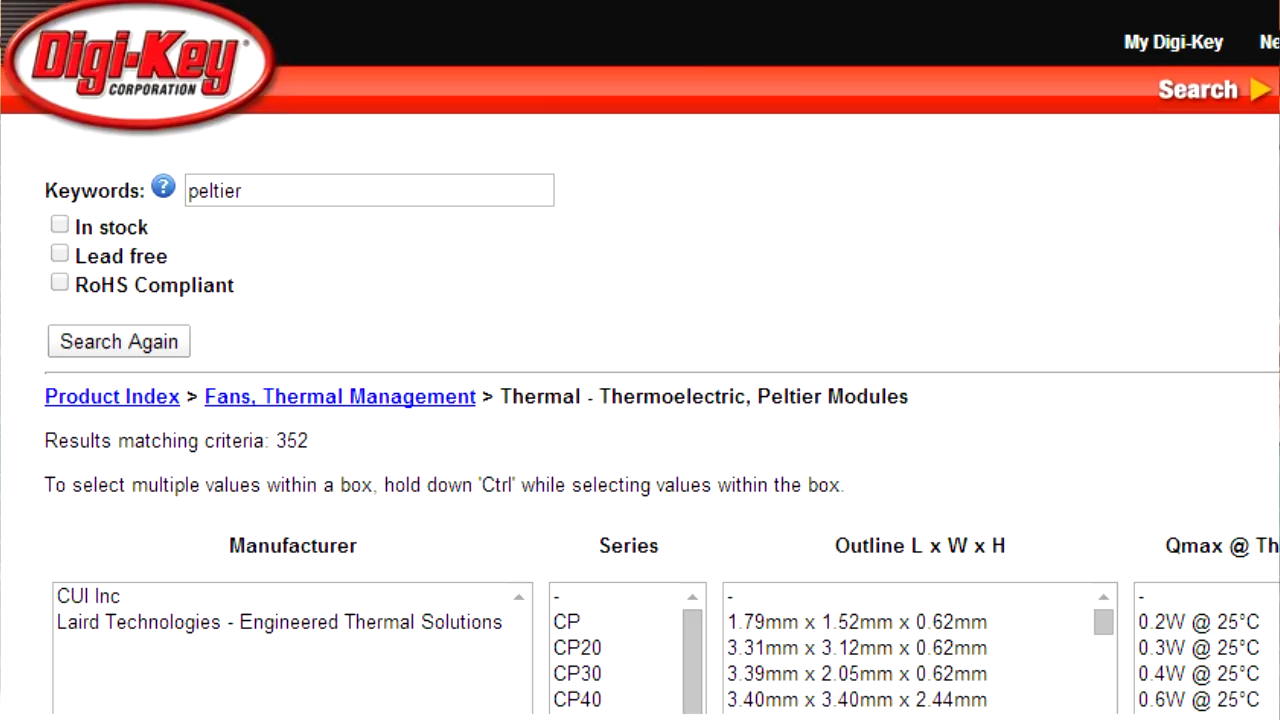 Digi-Key
CORPORATION
My Digi-Key Ne
Search
Keywords: ? peltier
In stock
Lead free
RoHS Compliant
Search Again
Product Index > Fans, Thermal Management > Thermal - Thermoelectric, Peltier Modules
Results matching criteria: 352
To select multiple values within a box, hold down 'Ctrl' while selecting values within the box.
Manufacturer Series Outline L x W x H Qmax @ Th
CUI Inc - - -
Laird Technologies - Engineered Thermal Solutions CP 1.79mm x 1.52mm x 0.62mm 0.2W @ 25°C
CP20 3.31mm x 3.12mm x 0.62mm 0.3W @ 25°C
CP30 3.39mm x 2.05mm x 0.62mm 0.4W @ 25°C
CP40 3.40mm x 3.40mm x 2.44mm 0.6W @ 25°C